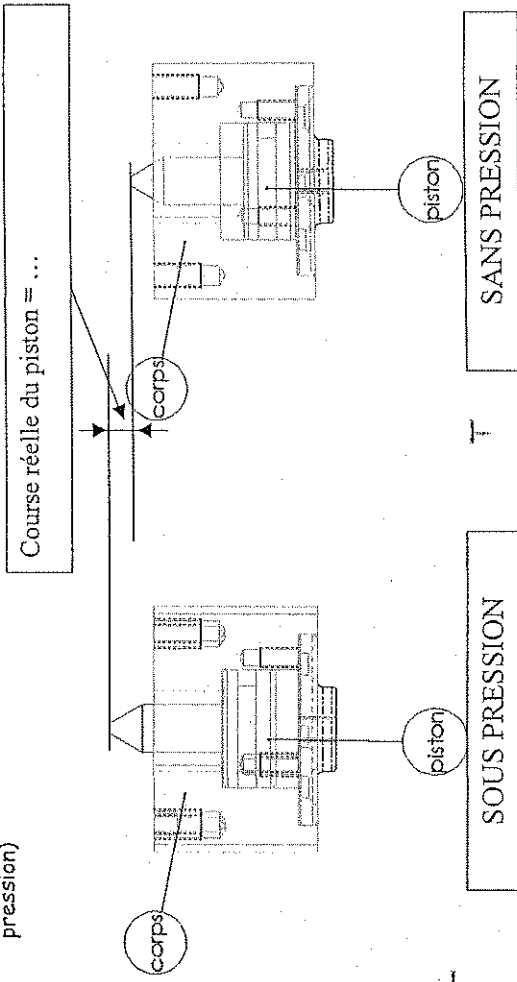 pression)
Course réelle du piston = ...
corps
corps
piston
piston
SOUS PRESSION
SANS PRESSION